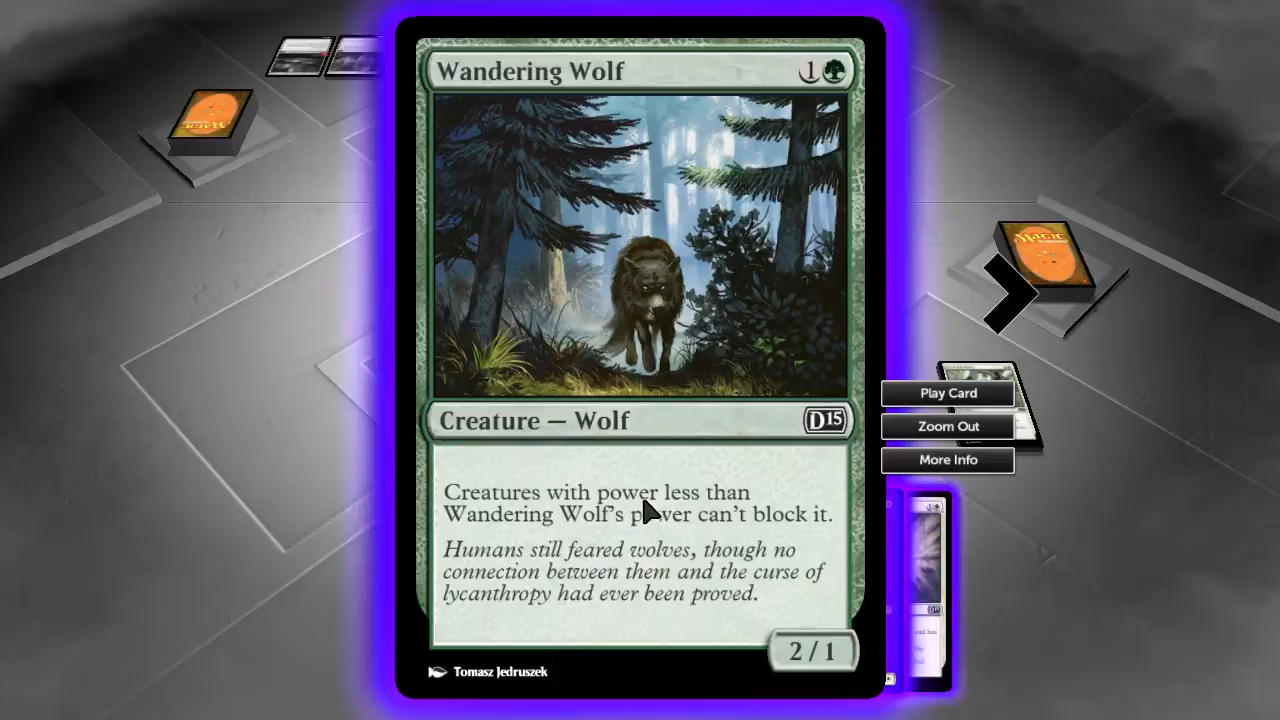 Wandering Wolf 1
Creature — Wolf D15
Creatures with power less than
Wandering Wolf's power can't block it.
Humans still feared wolves, though no
connection between them and the curse of
lycanthropy had ever been proved.
2 / 1
Tomasz Jedruszek
MAGIC
MAGIC
Play Card
Zoom Out
More Info